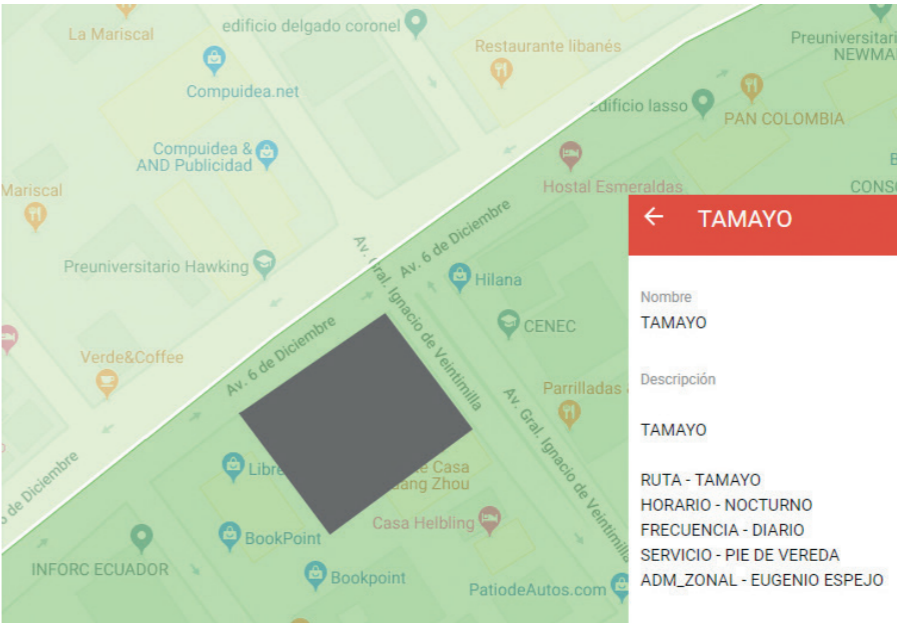 La Mariscal
edificio delgado coronel
Restaurante libanés
Preuniversitari
NEWMA
Compuidea.net
edificio lasso
PAN COLOMBIA
Compuidea &
AND Publicidad
Mariscal
Hostal Esmeraldas
CONS
Av. 6 de Diciembre
Preuniversitario Hawking
Av. Gral. Ignacio de Veintimilla
Hilana
CENEC
Av. 6 de Diciembre
Verde&Coffee
Parrilladas
Av. Gral. Ignacio de Veintimilla
Libre
e Casa
ang Zhou
6 de Diciembre
Casa Helbling
BookPoint
INFORC ECUADOR
Bookpoint
PatiodeAutos.com
TAMAYO
Nombre
TAMAYO
Descripción
TAMAYO
RUTA - TAMAYO
HORARIO - NOCTURNO
FRECUENCIA - DIARIO
SERVICIO - PIE DE VEREDA
ADM_ZONAL - EUGENIO ESPEJO